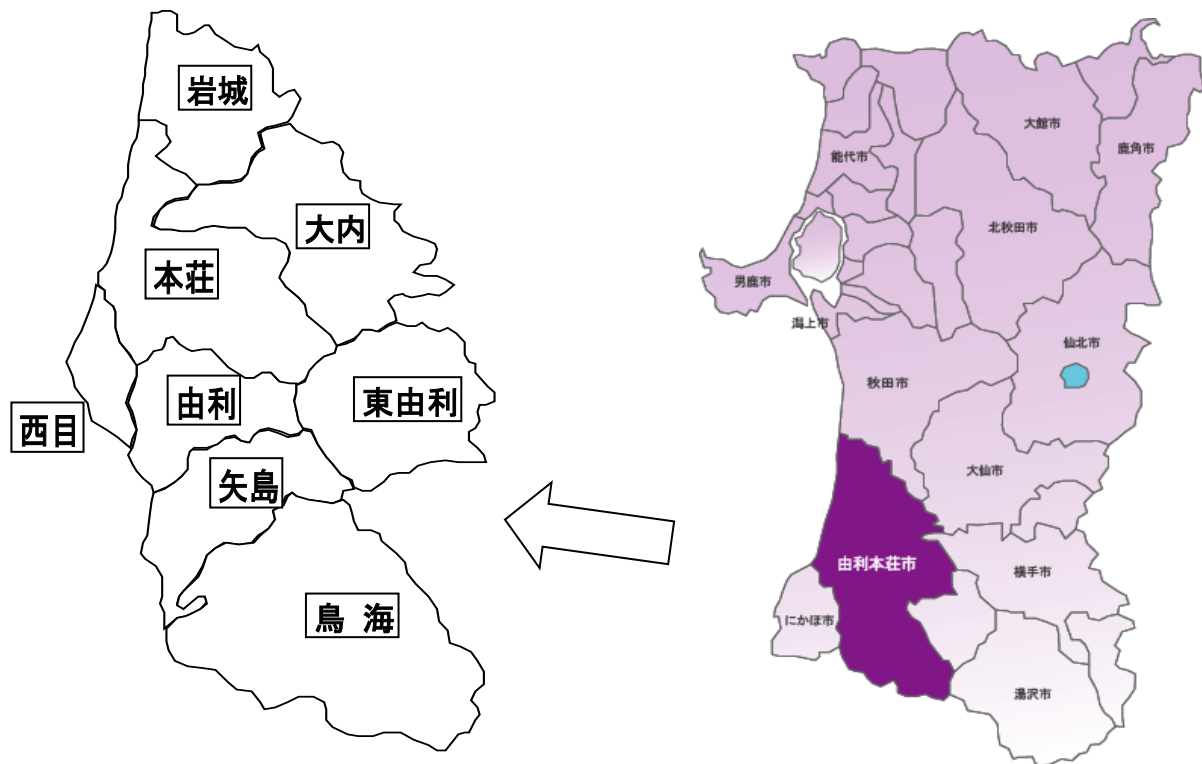 岩城
大内
本荘
由利
東由利
西目
矢島
鳥 海
大館市
鹿角市
能代市
北秋田市
男鹿市
潟上市
仙北市
秋田市
大仙市
由利本荘市
横手市
にかほ市
湯沢市